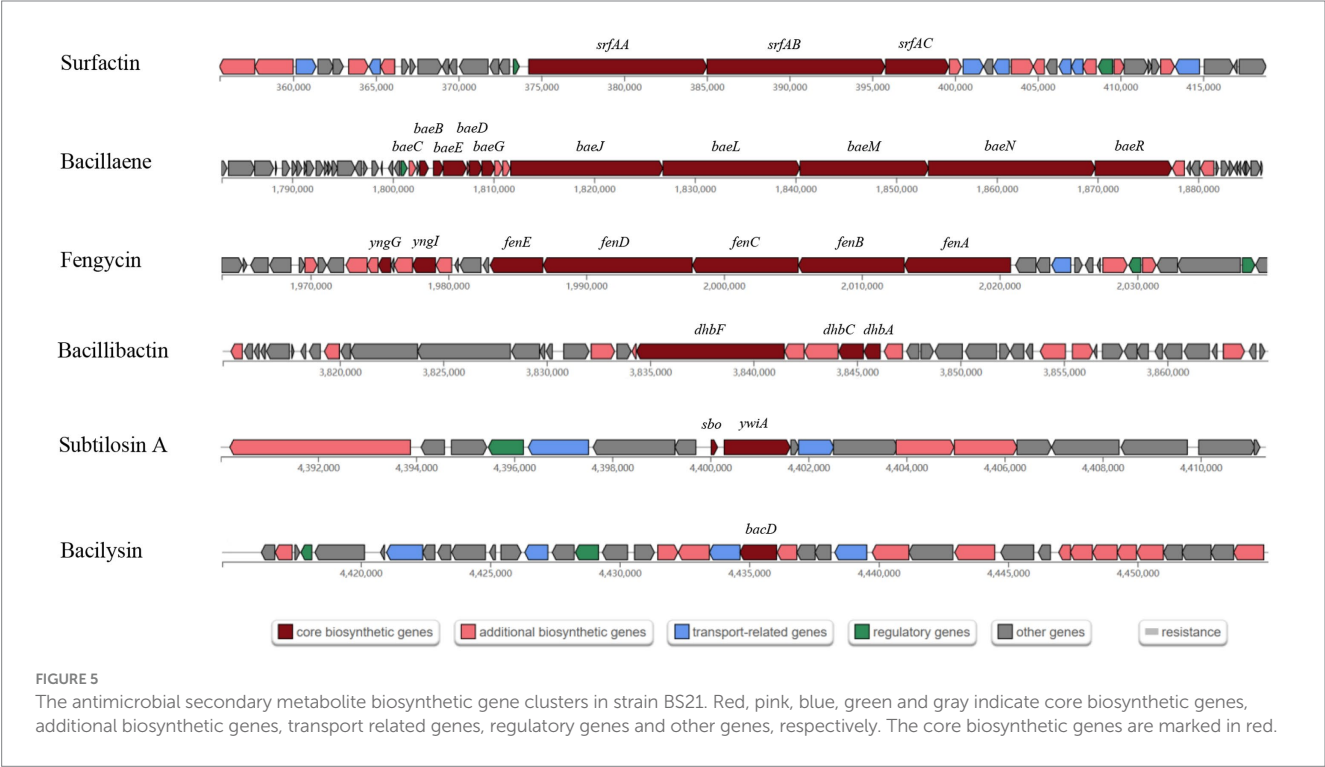 srfAA srfAB srfAC
Surfactin
360,000 365,000 370,000 375,000 380,000 385,000 390,000 395,000 400,000 405,000 410,000 415,000
baeB baeD
baeC baeE baeG baeJ baeL baeM baeN baeR
Bacillaene
1,790,000 1,800,000 1,810,000 1,820,000 1,830,000 1,840,000 1,850,000 1,860,000 1,870,000 1,880,000
yngG yngI fenE fenD fenC fenB fenA
Fengycin
1,970,000 1,980,000 1,990,000 2,000,000 2,010,000 2,020,000 2,030,000
dhbF dhbC dhbA
Bacillibactin
3,820,000 3,825,000 3,830,000 3,835,000 3,840,000 3,845,000 3,850,000 3,855,000 3,860,000
sbo ywiA
Subtilosin A
4,392,000 4,394,000 4,396,000 4,398,000 4,400,000 4,402,000 4,404,000 4,406,000 4,408,000 4,410,000
bacD
Bacilysin
4,420,000 4,425,000 4,430,000 4,435,000 4,440,000 4,445,000 4,450,000
core biosynthetic genes additional biosynthetic genes transport-related genes regulatory genes other genes resistance
FIGURE 5
The antimicrobial secondary metabolite biosynthetic gene clusters in strain BS21. Red, pink, blue, green and gray indicate core biosynthetic genes,
additional biosynthetic genes, transport related genes, regulatory genes and other genes, respectively. The core biosynthetic genes are marked in red.